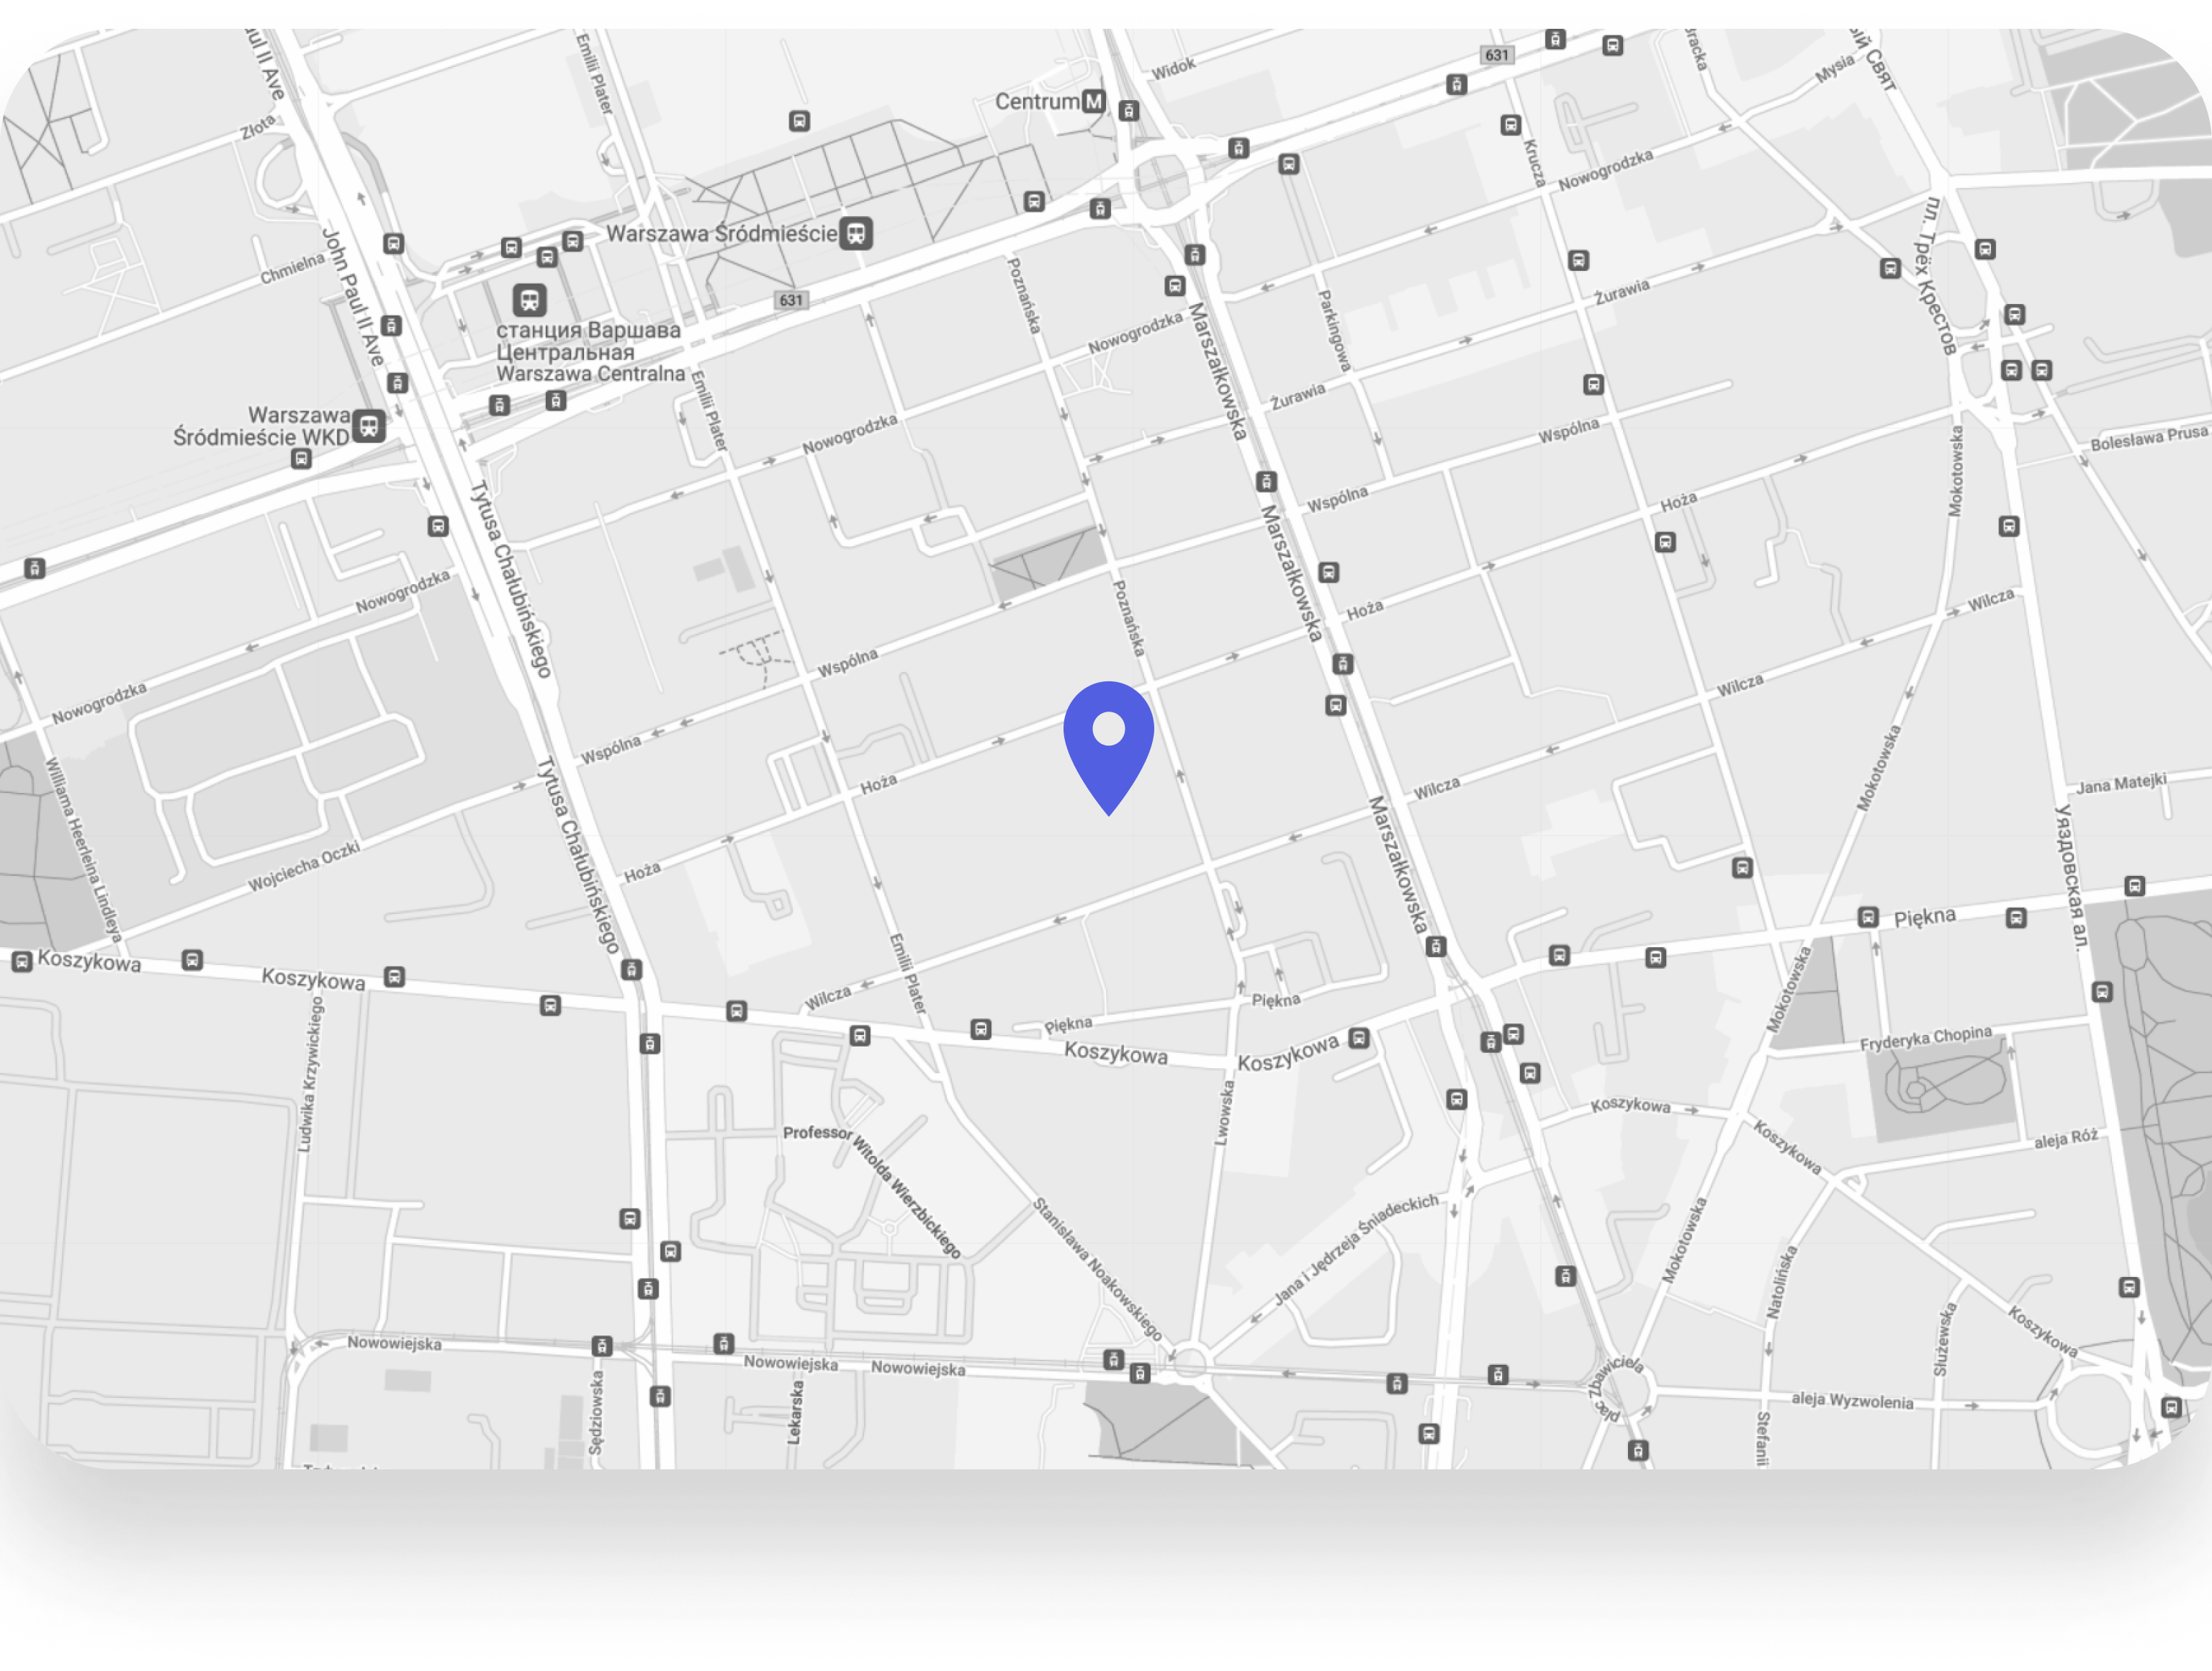 Widok
631
Mysia
Centrum
M
Emilii Plater
Złota
Krucza
Nowogrodzka
Warszawa Śródmieście
John Paul II Ave
Chmielna
пл. Трёх Крестов
Poznańska
Parkingowa
Żurawia
631
станция Варшава
Центральная
Warszawa Centralna
Nowogrodzka
Marszałkowska
Emilii Plater
Żurawia
Warszawa
Śródmieście WKD
Nowogrodzka
Wspólna
Bolesława Prusa
Mokotowska
Wspólna
Hoża
Tytusa Chałubińskiego
Marszałkowska
Nowogrodzka
Poznańska
Hoża
Wilcza
Wspólna
Nowogrodzka
Wilcza
Wspólna
Williama Heerleina Lindleya
Tytusa Chałubińskiego
Hoża
Wilcza
Mokotowska
Jana Matejki
Marszałkowska
Уяздовская ал.
Wojciecha Oczki
Hoża
Piękna
Koszykowa
Koszykowa
Emilii Plater
Wilcza
Piękna
Piękna
Mokotowska
Koszykowa
Koszykowa
Fryderyka Chopina
Ludwika Krzywickiego
Lwowska
Koszykowa
Koszykowa
aleja Róż
Professor Witolda Wierzbickiego
Stanisława Noakowskiego
Jana i Jędrzeja Śniadeckich
Mokotowska
Natolińska
Służewska
Koszykowa
Nowowiejska
Nowowiejska
Nowowiejska
plac Zbawiciela
aleja Wyzwolenia
Sędziowska
Lekarska
Stefanii